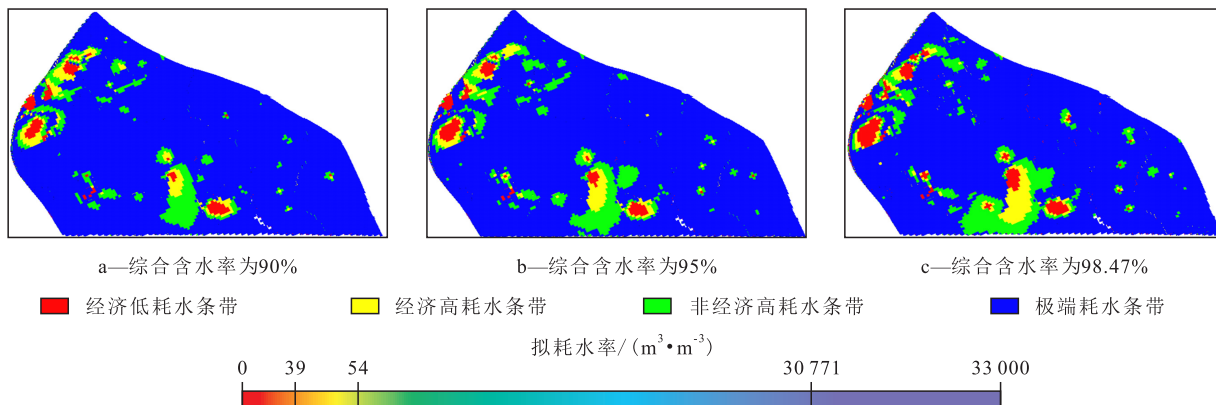 a—综合含水率为90%
b—综合含水率为95%
c—综合含水率为98.47%
经济低耗水条带
经济高耗水条带
非经济高耗水条带
极端耗水条带
拟耗水率/(m³•m⁻³)
0 39 54 30 771 33 000